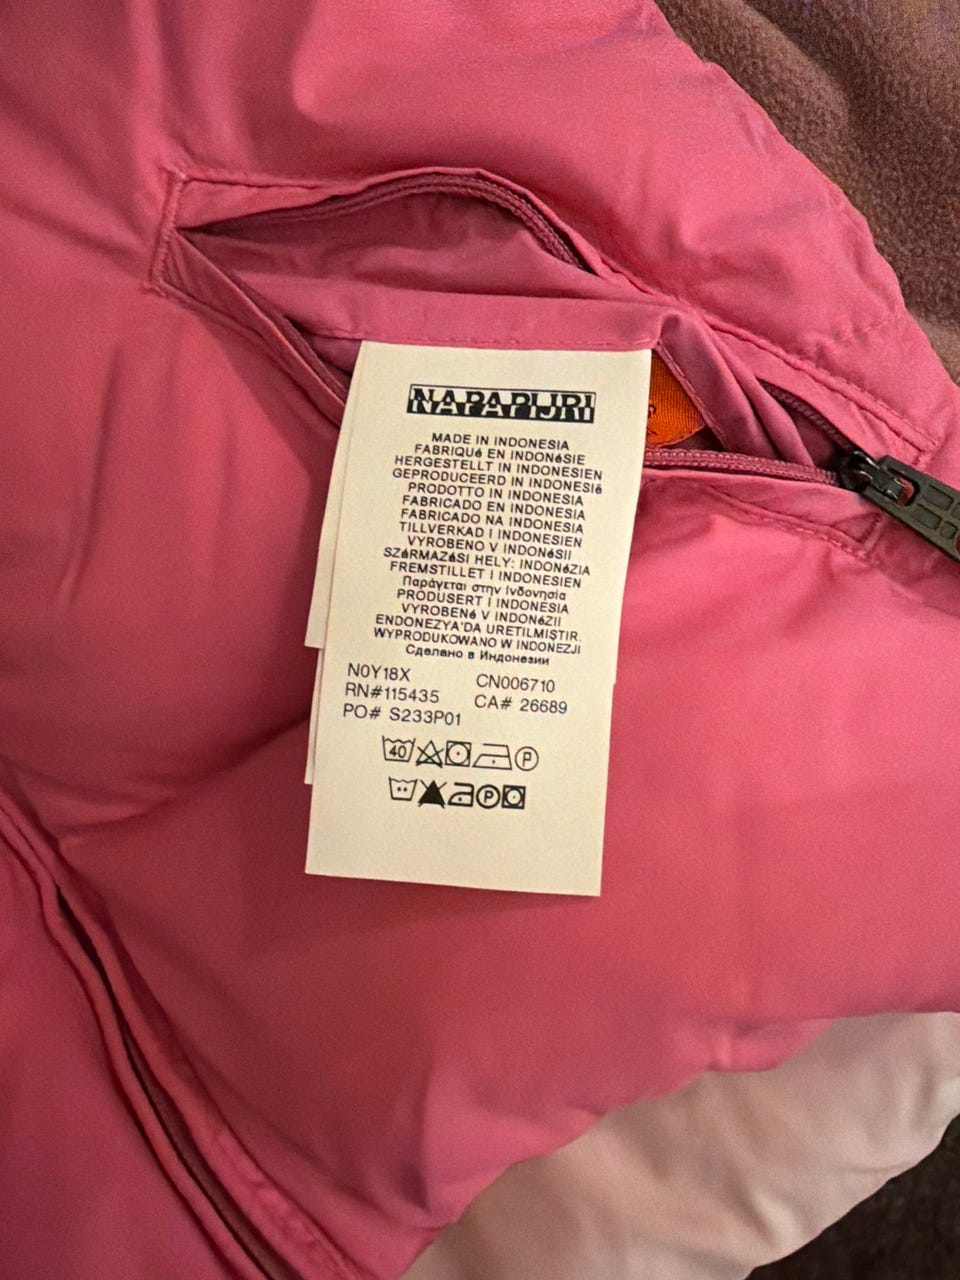 NAPAPIJRI
MADE IN INDONESIA
FABRIQUé EN INDONéSIE
HERGESTELLT IN INDONESIEN
GEPRODUCEERD IN INDONESIë
PRODOTTO IN INDONESIA
FABRICADO EN INDONESIA
FABRICADO NA INDONESIA
TILLVERKAD I INDONESIEN
VYROBENO V INDONéSII
SZáRMAZáSI HELY: INDONéZIA
FREMSTILLET I INDONESIEN
Παράγεται στην Ινδονησία
PRODUSERT I INDONESIA
VYROBENé V INDONéZII
ENDONEZYA'DA URETILMISTIR.
WYPRODUKOWANO W INDONEZJI
Сделано в Индонезии
N0Y18X CN006710
RN#115435 CA# 26689
PO# S233P01
40 P
P